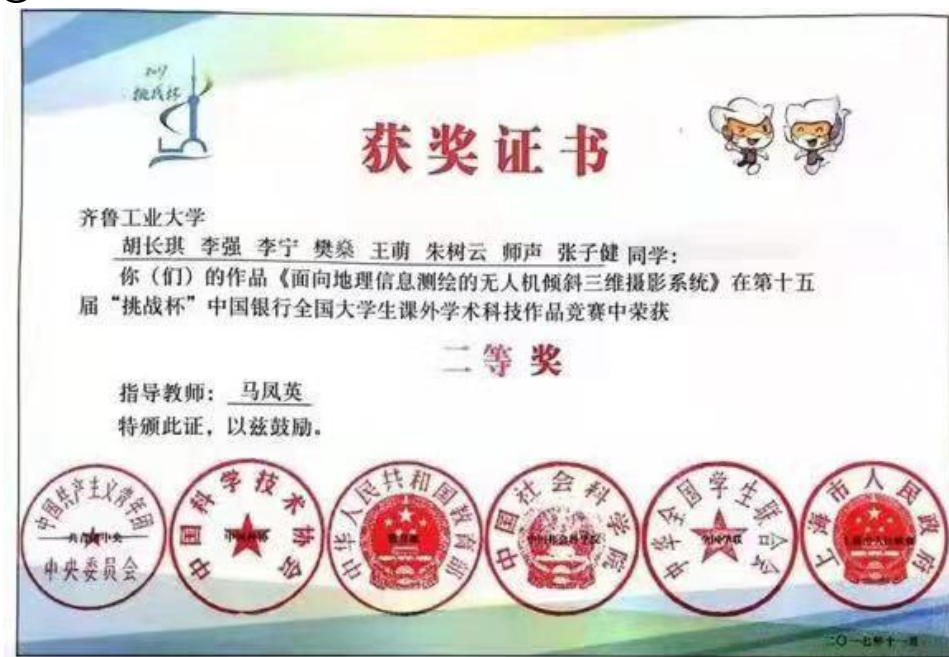 2017
挑战杯
获奖证书
齐鲁工业大学
胡长琪 李强 李宁 樊燊 王萌 朱树云 师声 张子健 同学：
你（们）的作品《面向地理信息测绘的无人机倾斜三维摄影系统》在第十五
届“挑战杯”中国银行全国大学生课外学术科技作品竞赛中荣获
二等奖
指导教师： 马凤英
特颁此证，以兹鼓励。
中国共产主义青年团
中央委员会
中国科学技术协会
中华人民共和国教育部
中国社会科学院
中华全国学生联合会
上海市人民政府
二〇一七年十一月